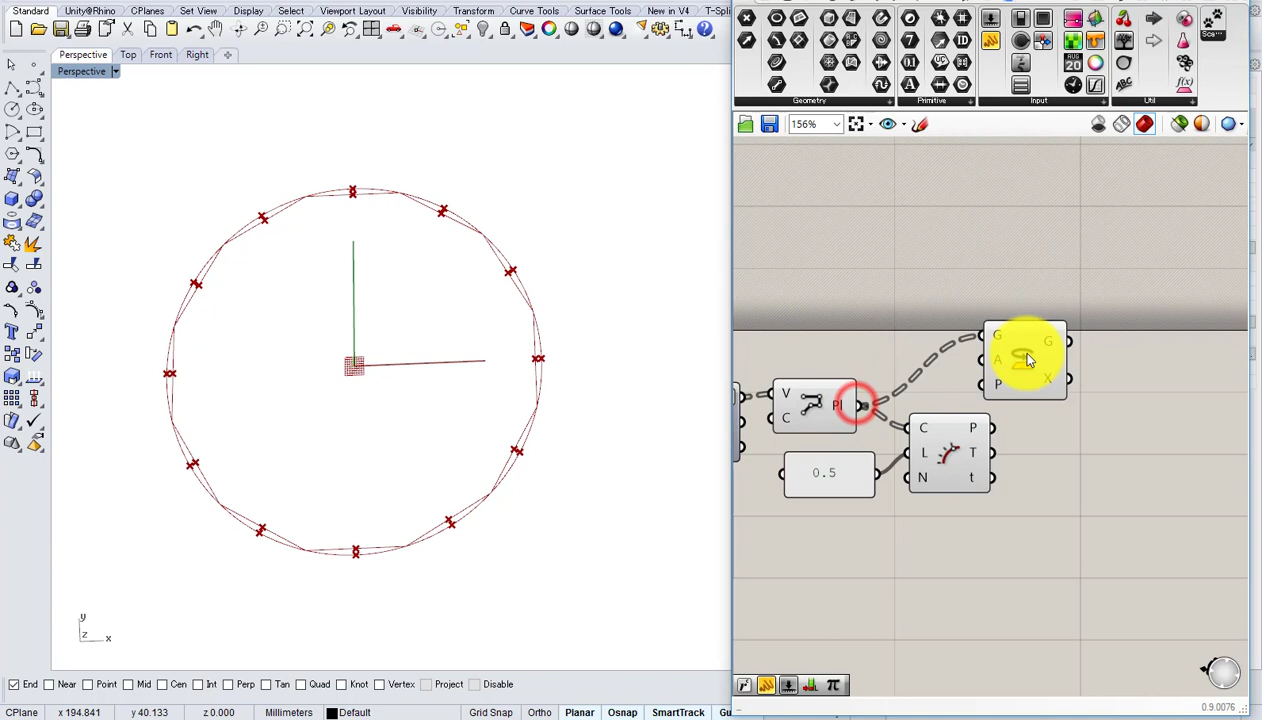 Standard Unity@Rhino CPlanes Set View Display Select Viewport Layout Visibility Transform Curve Tools Surface Tools New in V4 T-Spli
Perspective Top Front Right
Perspective
Geometry Primitive Input Util
156%
G A P G X
V C Pl
C L N P T t
0.5
y
z x
End Near Point Mid Cen Int Perp Tan Quad Knot Vertex Project Disable
CPlane x 194.841 y 40.133 z 0.000 Millimeters Default Grid Snap Ortho Planar Osnap SmartTrack
0.9.0076